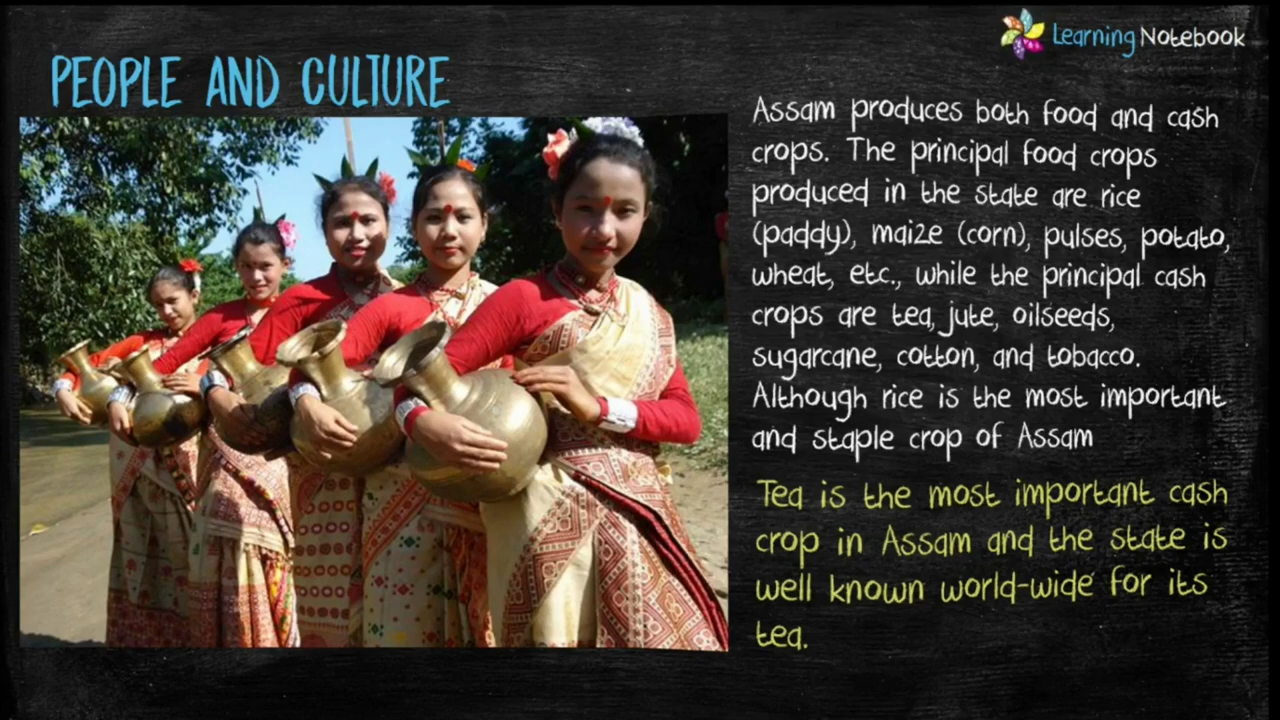 Learning Notebook
PEOPLE AND CULTURE
Assam produces both food and cash
crops. The principal food crops
produced in the state are rice
(paddy), maize (corn), pulses, potato,
wheat, etc., while the principal cash
crops are tea, jute, oilseeds,
sugarcane, cotton, and tobacco.
Although rice is the most important
and staple crop of Assam
Tea is the most important cash
crop in Assam and the state is
well known world-wide for its
tea.